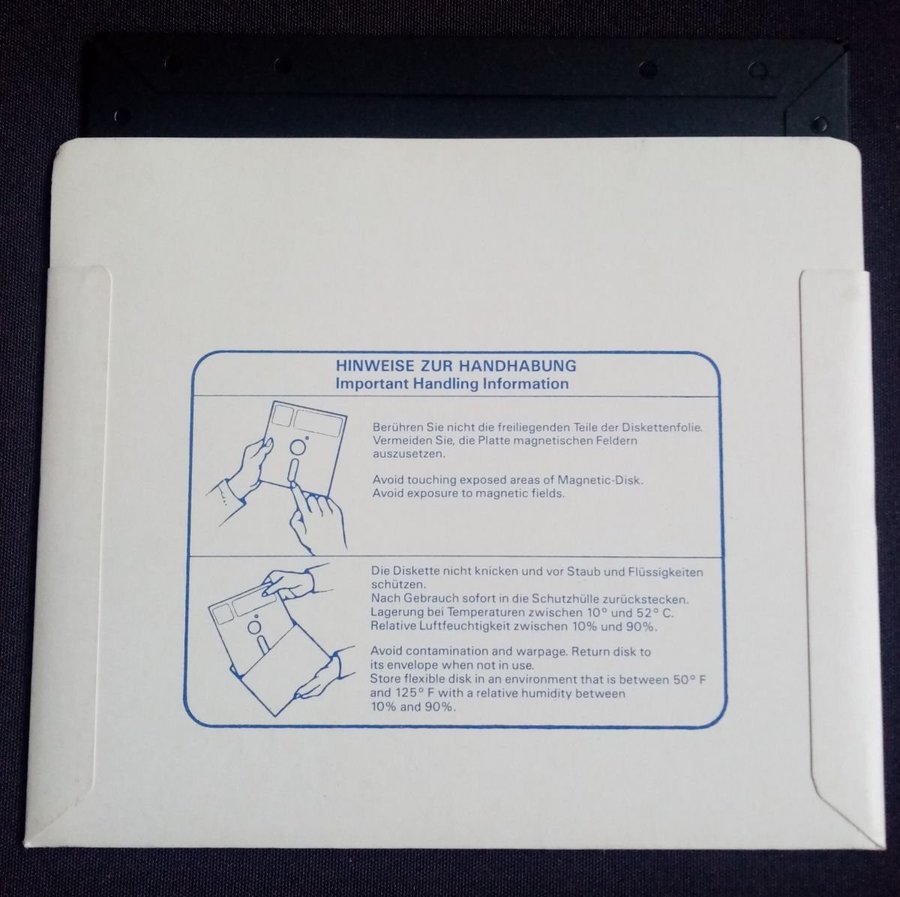 HINWEISE ZUR HANDHABUNG
Important Handling Information
Berühren Sie nicht die freiliegenden Teile der Diskettenfolie.
Vermeiden Sie, die Platte magnetischen Feldern
auszusetzen.
Avoid touching exposed areas of Magnetic-Disk.
Avoid exposure to magnetic fields.
Die Diskette nicht knicken und vor Staub und Flüssigkeiten
schützen.
Nach Gebrauch sofort in die Schutzhülle zurückstecken.
Lagerung bei Temperaturen zwischen 10° und 52° C.
Relative Luftfeuchtigkeit zwischen 10% und 90%.
Avoid contamination and warpage. Return disk to
its envelope when not in use.
Store flexible disk in an environment that is between 50° F
and 125° F with a relative humidity between
10% and 90%.